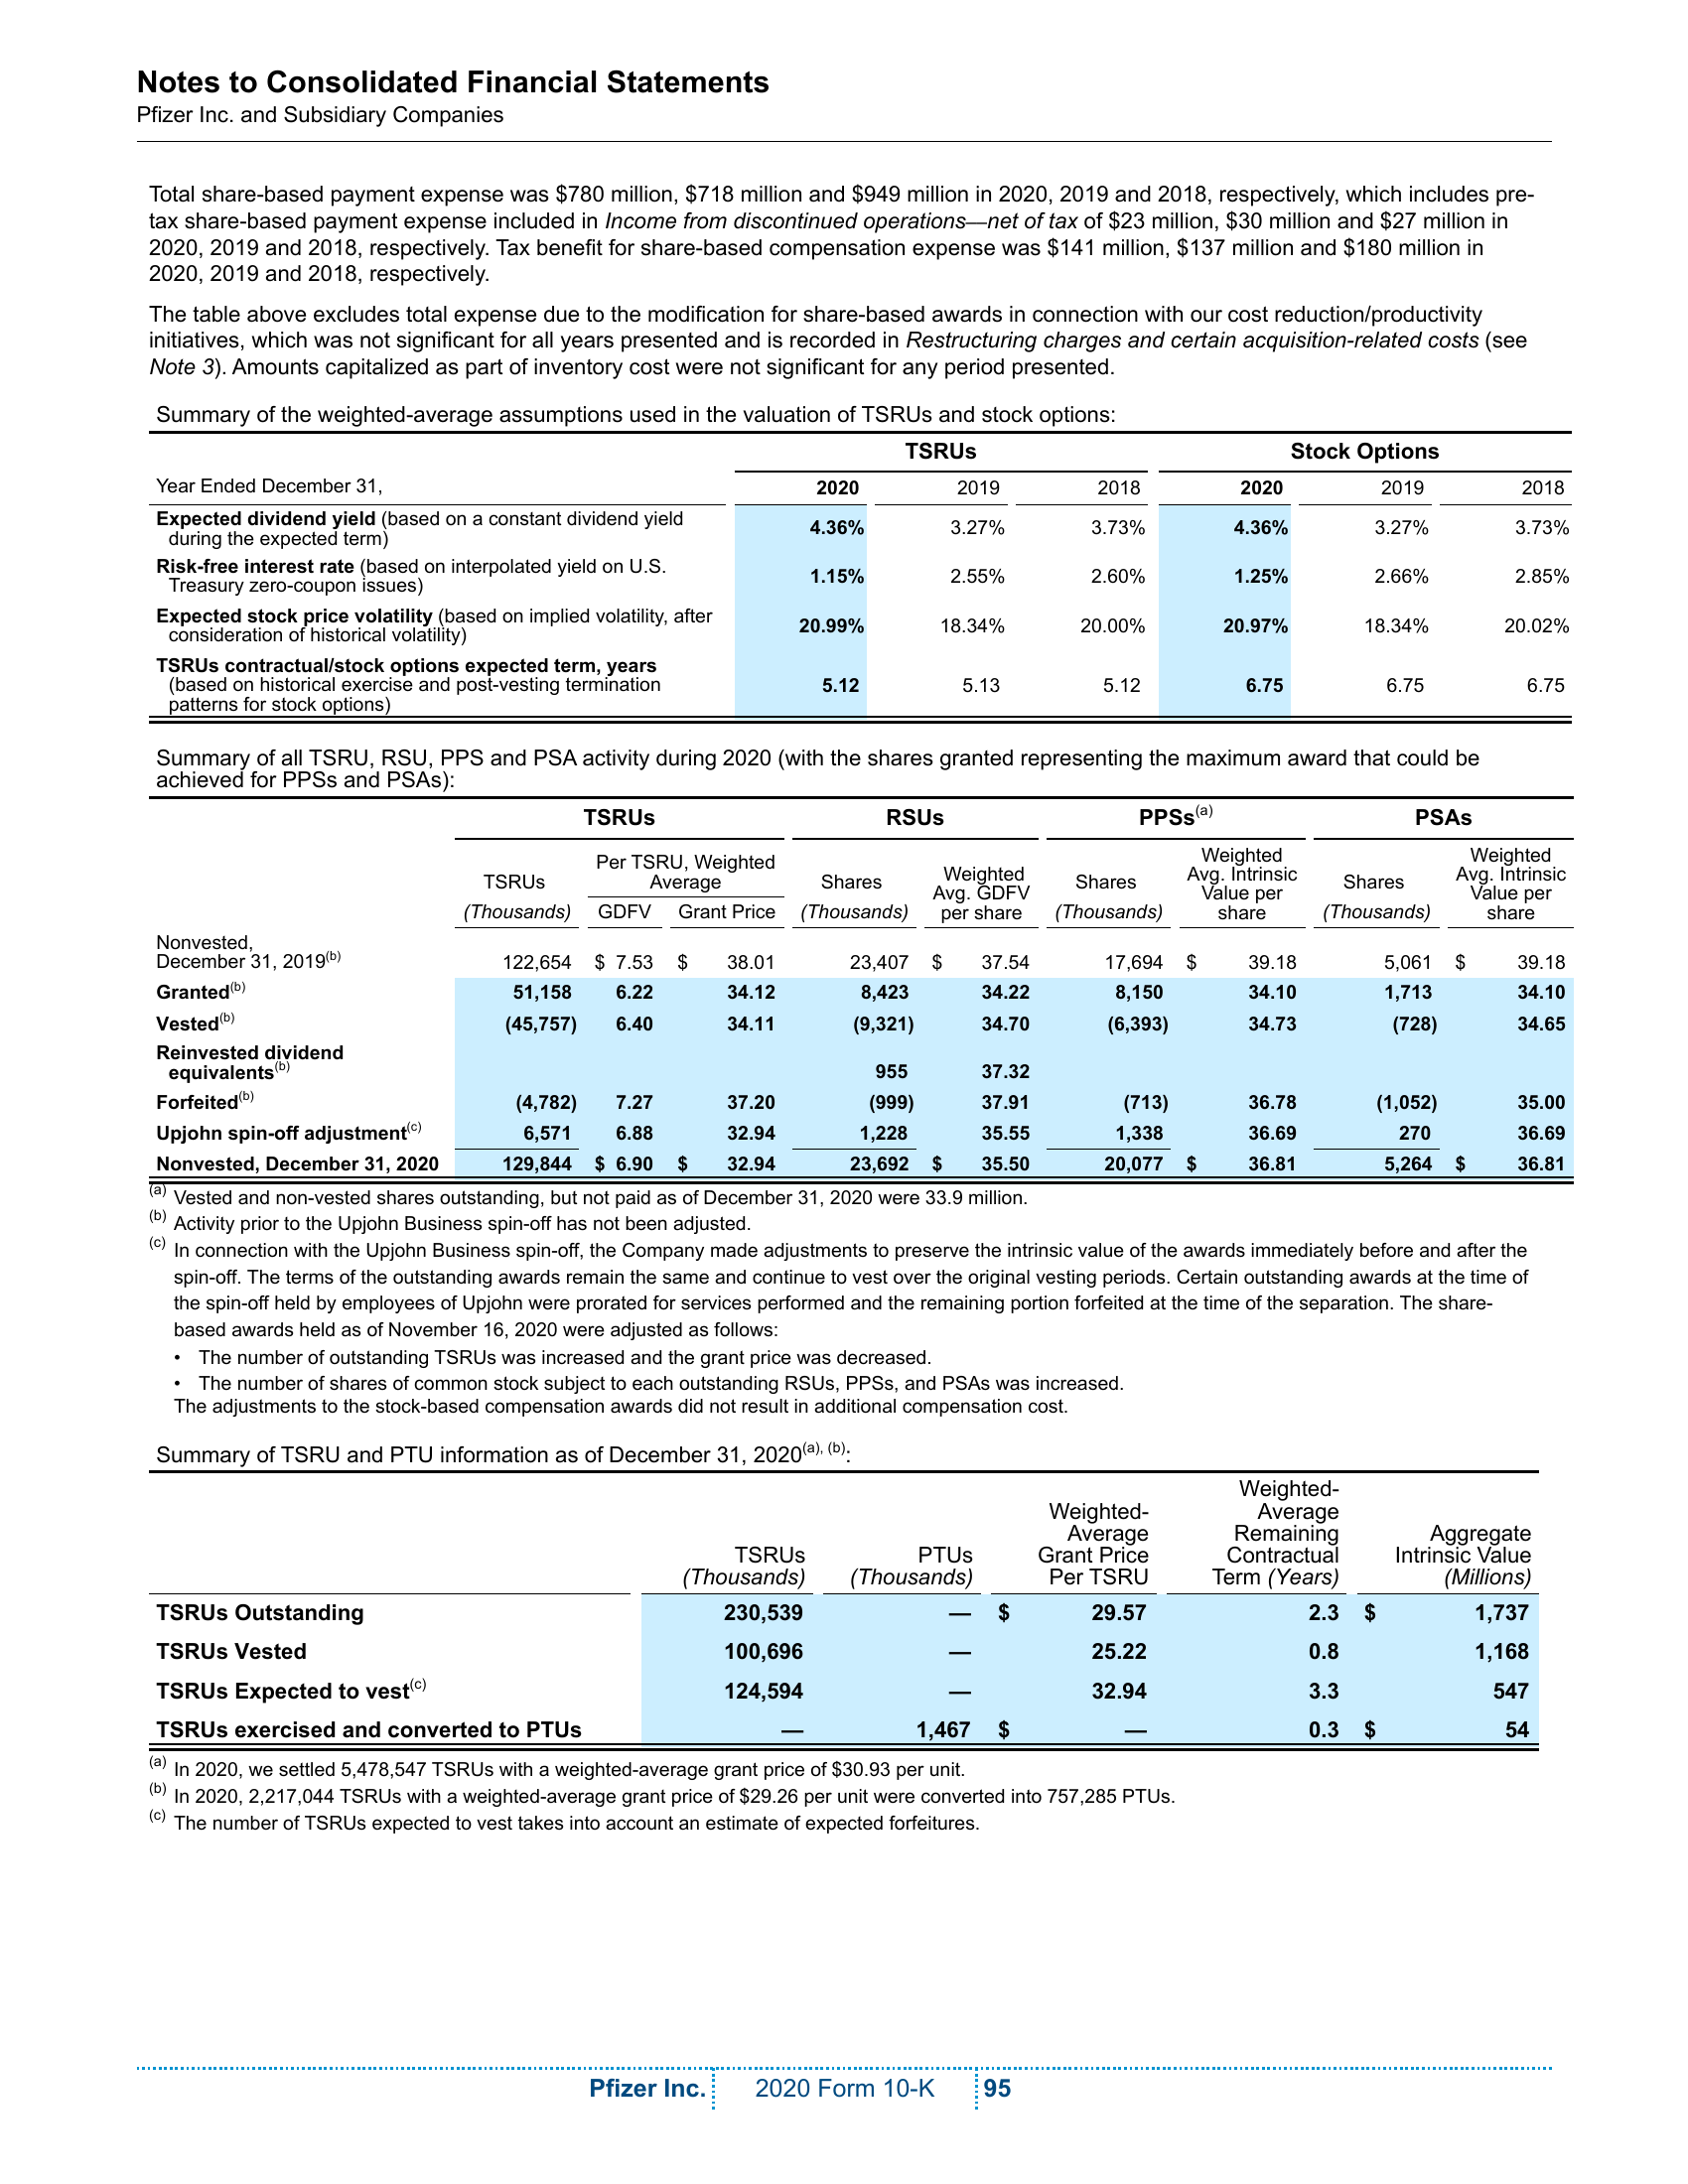 Notes to Consolidated Financial Statements
Pfizer Inc. and Subsidiary Companies
Total share-based payment expense was $780 million, $718 million and $949 million in 2020, 2019 and 2018, respectively, which includes pre-
tax share-based payment expense included in Income from discontinued operations—net of tax of $23 million, $30 million and $27 million in
2020, 2019 and 2018, respectively. Tax benefit for share-based compensation expense was $141 million, $137 million and $180 million in
2020, 2019 and 2018, respectively.
The table above excludes total expense due to the modification for share-based awards in connection with our cost reduction/productivity
initiatives, which was not significant for all years presented and is recorded in Restructuring charges and certain acquisition-related costs (see
Note 3). Amounts capitalized as part of inventory cost were not significant for any period presented.
Summary of the weighted-average assumptions used in the valuation of TSRUs and stock options:
TSRUs Stock Options
Year Ended December 31, 2020 2019 2018 2020 2019 2018
Expected dividend yield (based on a constant dividend yield
during the expected term) 4.36% 3.27% 3.73% 4.36% 3.27% 3.73%
Risk-free interest rate (based on interpolated yield on U.S.
Treasury zero-coupon issues) 1.15% 2.55% 2.60% 1.25% 2.66% 2.85%
Expected stock price volatility (based on implied volatility, after
consideration of historical volatility) 20.99% 18.34% 20.00% 20.97% 18.34% 20.02%
TSRUs contractual/stock options expected term, years
(based on historical exercise and post-vesting termination 5.12 5.13 5.12 6.75 6.75 6.75
patterns for stock options)
Summary of all TSRU, RSU, PPS and PSA activity during 2020 (with the shares granted representing the maximum award that could be
achieved for PPSs and PSAs):
TSRUs RSUs PPSs(a) PSAs
TSRUs Per TSRU, Weighted Average Shares Weighted Avg. GDFV per share Shares Weighted Avg. Intrinsic Value per share Shares Weighted Avg. Intrinsic Value per share
(Thousands) GDFV Grant Price (Thousands) (Thousands) (Thousands)
Nonvested,
December 31, 2019(b) 122,654 $ 7.53 $ 38.01 23,407 $ 37.54 17,694 $ 39.18 5,061 $ 39.18
Granted(b) 51,158 6.22 34.12 8,423 34.22 8,150 34.10 1,713 34.10
Vested(b) (45,757) 6.40 34.11 (9,321) 34.70 (6,393) 34.73 (728) 34.65
Reinvested dividend
equivalents(b) 955 37.32
Forfeited(b) (4,782) 7.27 37.20 (999) 37.91 (713) 36.78 (1,052) 35.00
Upjohn spin-off adjustment(c) 6,571 6.88 32.94 1,228 35.55 1,338 36.69 270 36.69
Nonvested, December 31, 2020 129,844 $ 6.90 $ 32.94 23,692 $ 35.50 20,077 $ 36.81 5,264 $ 36.81
(a) Vested and non-vested shares outstanding, but not paid as of December 31, 2020 were 33.9 million.
(b) Activity prior to the Upjohn Business spin-off has not been adjusted.
(c) In connection with the Upjohn Business spin-off, the Company made adjustments to preserve the intrinsic value of the awards immediately before and after the
spin-off. The terms of the outstanding awards remain the same and continue to vest over the original vesting periods. Certain outstanding awards at the time of
the spin-off held by employees of Upjohn were prorated for services performed and the remaining portion forfeited at the time of the separation. The share-
based awards held as of November 16, 2020 were adjusted as follows:
• The number of outstanding TSRUs was increased and the grant price was decreased.
• The number of shares of common stock subject to each outstanding RSUs, PPSs, and PSAs was increased.
The adjustments to the stock-based compensation awards did not result in additional compensation cost.
Summary of TSRU and PTU information as of December 31, 2020(a), (b):
TSRUs (Thousands) PTUs (Thousands) Weighted-Average Grant Price Per TSRU Weighted-Average Remaining Contractual Term (Years) Aggregate Intrinsic Value (Millions)
TSRUs Outstanding 230,539 — $ 29.57 2.3 $ 1,737
TSRUs Vested 100,696 — 25.22 0.8 1,168
TSRUs Expected to vest(c) 124,594 — 32.94 3.3 547
TSRUs exercised and converted to PTUs — 1,467 $ — 0.3 $ 54
(a) In 2020, we settled 5,478,547 TSRUs with a weighted-average grant price of $30.93 per unit.
(b) In 2020, 2,217,044 TSRUs with a weighted-average grant price of $29.26 per unit were converted into 757,285 PTUs.
(c) The number of TSRUs expected to vest takes into account an estimate of expected forfeitures.
Pfizer Inc. 2020 Form 10-K 95